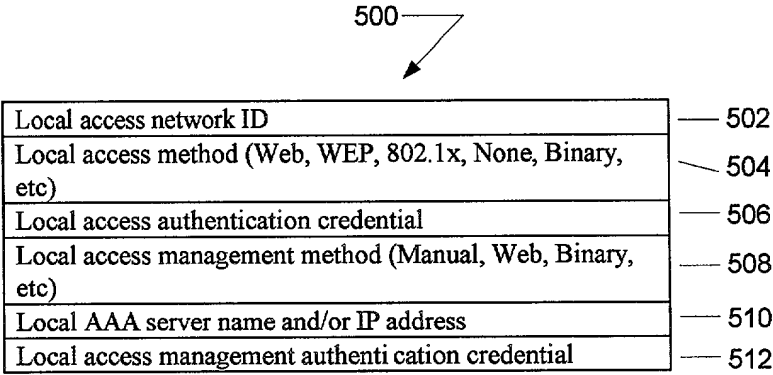 500
Local access network ID 502
Local access method (Web, WEP, 802.1x, None, Binary, 504
etc)
Local access authentication credential 506
Local access management method (Manual, Web, Binary, 508
etc)
Local AAA server name and/or IP address 510
Local access management authenti cation credential 512